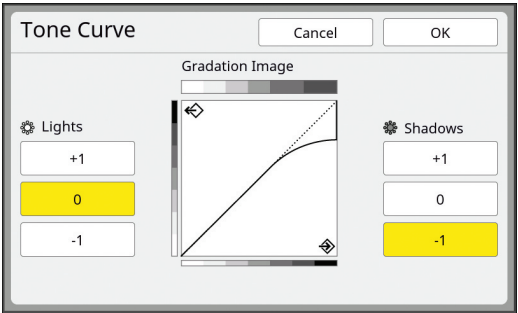 Tone Curve
Cancel
OK
Gradation Image
Lights
+1
0
-1
Shadows
+1
0
-1